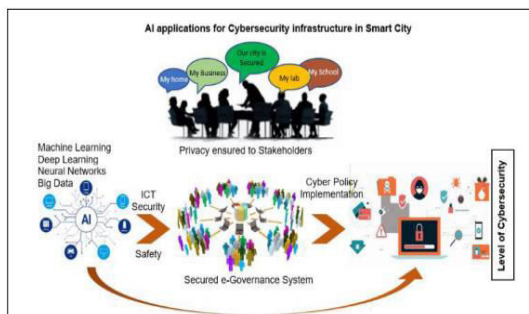 AI applications for Cybersecurity infrastructure in Smart City
Our city is
Secured
My Business
My home
My lab
My School
Privacy ensured to Stakeholders
Machine Learning
Deep Learning
Neural Networks
Big Data
AI
ICT
Security
Safety
Secured e-Governance System
Cyber Policy
Implementation
Level of Cybersecurity